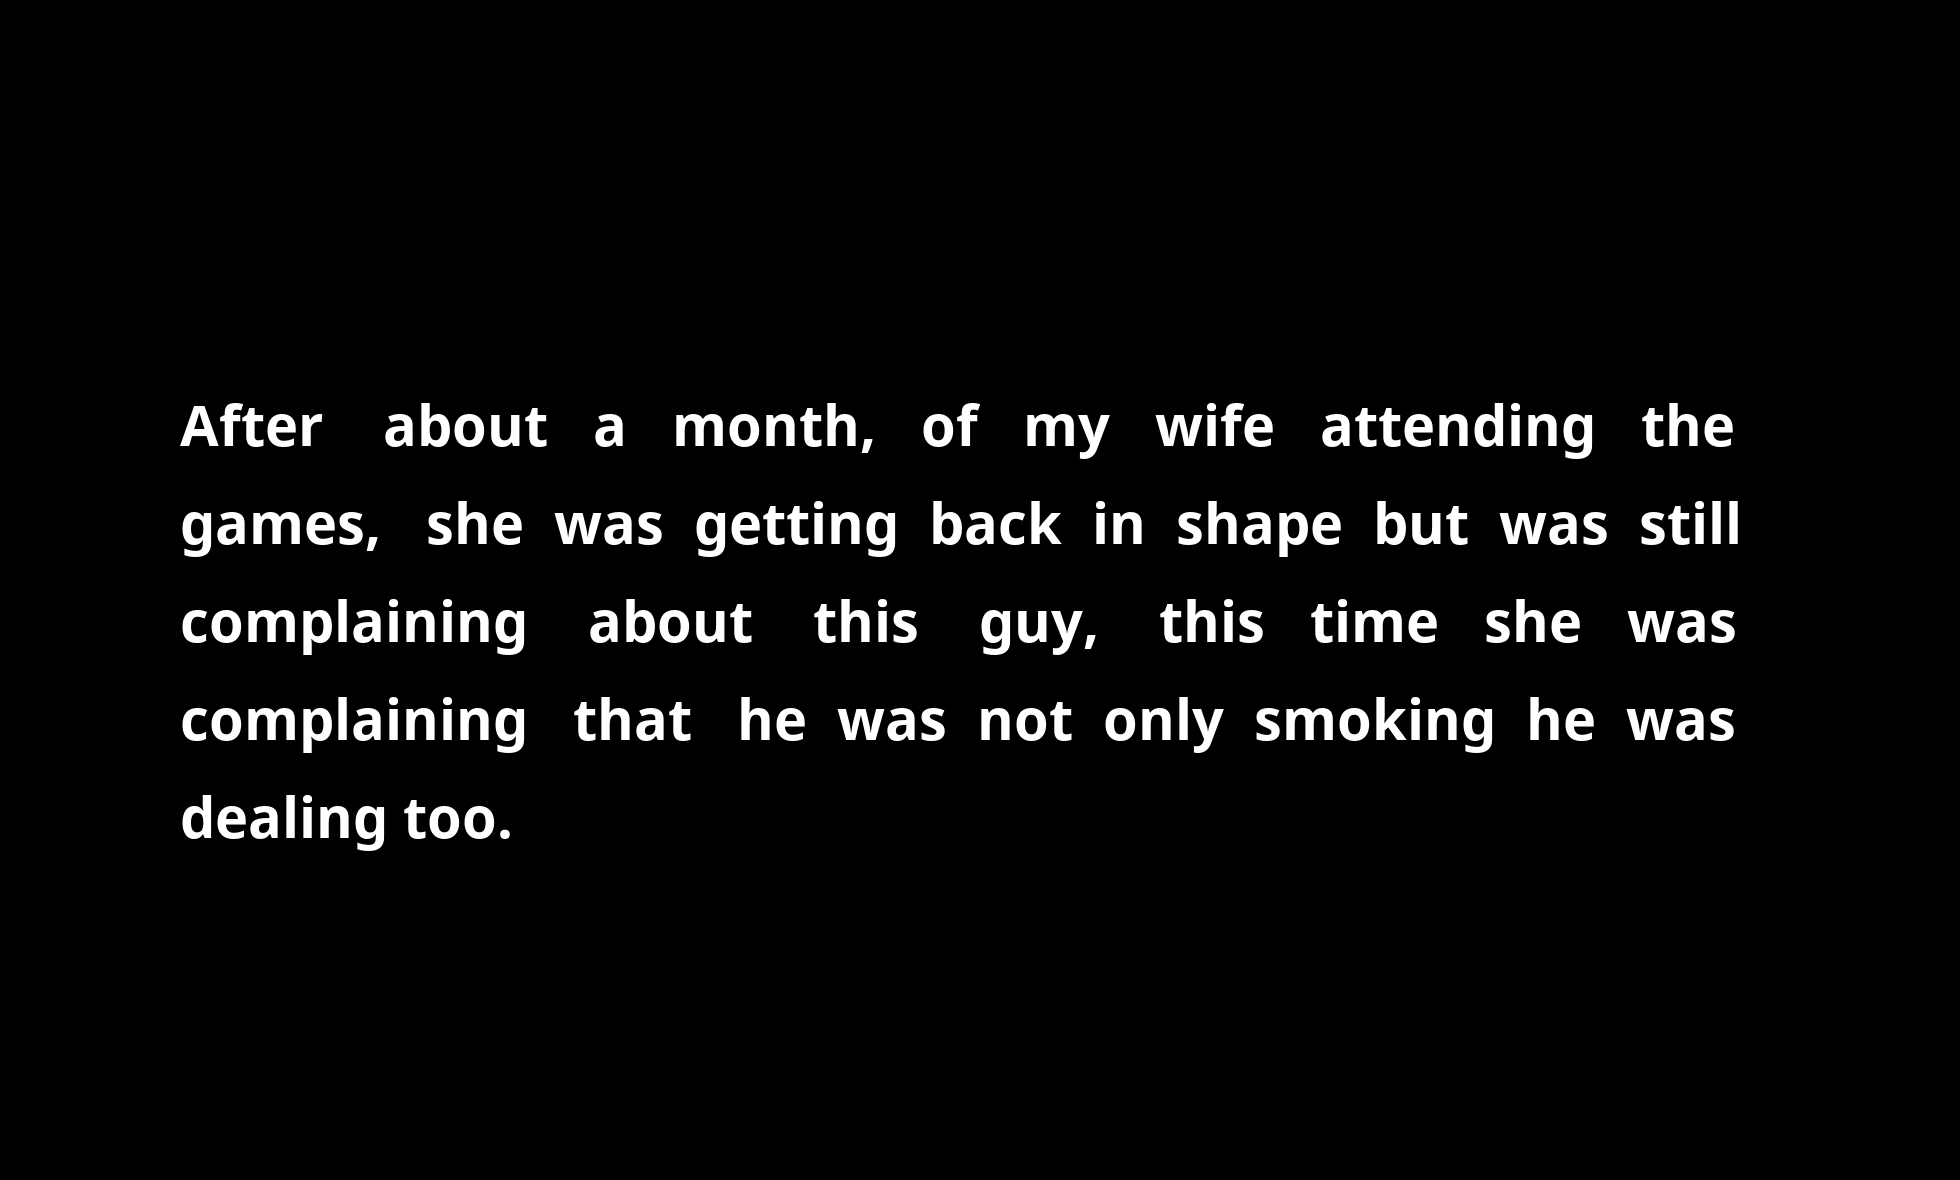 After about a month, of my wife attending the
games, she was getting back in shape but was still
complaining about this guy, this time she was
complaining that he was not only smoking he was
dealing too.